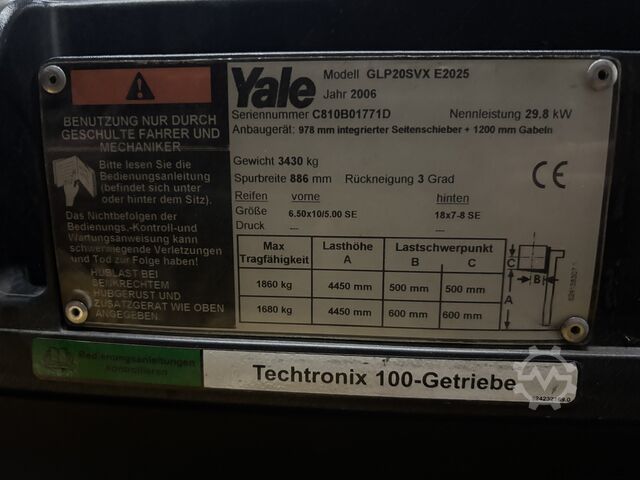 BENUTZUNG NUR DURCH
GESCHULTE FAHRER UND
MECHANIKER
Bitte lesen Sie die
Bedienungsanleitung
(befindet sich unter
oder hinter dem Sitz).
Das Nichtbefolgen der
Bedienungs.-Kontroll-und
Wartungsanweisung kann
schwerwiegende Verletzungen
und Tod zur Folge haben!
HUBLAST BEI
SENKRECHTEM
HUBGERUST UND
ZUSATZGERÄT WIE OBEN
ANGEGEBEN
Yale
Modell GLP20SVX E2025
Jahr 2006
Seriennummer C810B01771D Nennleistung 29.8 kW
Anbaugerät: 978 mm integrierter Seitenschieber + 1200 mm Gabeln
Gewicht 3430 kg
Spurbreite 886 mm Rückneigung 3 Grad
CE
Reifen vorne hinten
Größe 6.50x10/5.00 SE 18x7-8 SE
Druck --- ---
Max Tragfähigkeit Lasthöhe A Lastschwerpunkt B C
1860 kg 4450 mm 500 mm 500 mm
1680 kg 4450 mm 600 mm 600 mm
C
B
A
Bedienungsanleitungen
kontrollieren
Techtronix 100-Getriebe